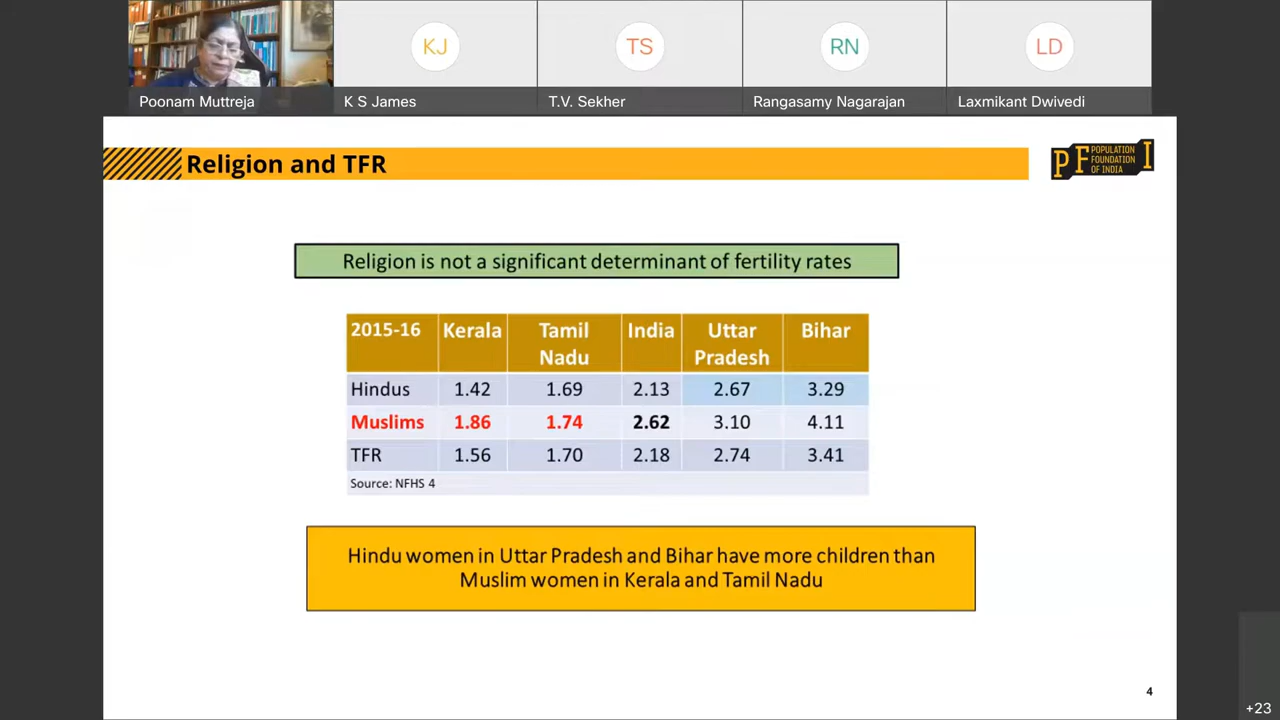 KJ
TS
RN
LD
Poonam Muttreja
K S James
T.V. Sekher
Rangasamy Nagarajan
Laxmikant Dwivedi
Religion and TFR
P F I
POPULATION
FOUNDATION
OF INDIA
Religion is not a significant determinant of fertility rates
2015-16 Kerala Tamil Nadu India Uttar Pradesh Bihar
Hindus 1.42 1.69 2.13 2.67 3.29
Muslims 1.86 1.74 2.62 3.10 4.11
TFR 1.56 1.70 2.18 2.74 3.41
Source: NFHS 4
Hindu women in Uttar Pradesh and Bihar have more children than
Muslim women in Kerala and Tamil Nadu
4
+23